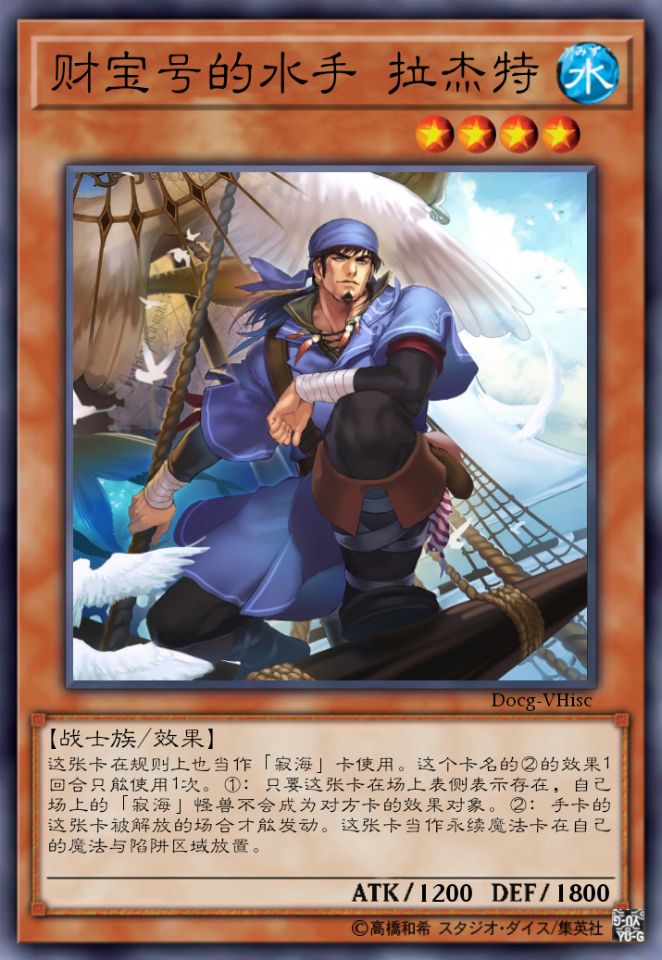 财宝号的水手 拉杰特
みず
水
Docg-VHisc
【战士族/效果】
这张卡在规则上也当作「寂海」卡使用。这个卡名的②的效果1
回合只能使用1次。①：只要这张卡在场上表侧表示存在，自己
场上的「寂海」怪兽不会成为对方卡的效果对象。②：手卡的
这张卡被解放的场合才能发动。这张卡当作永续魔法卡在自己
的魔法与陷阱区域放置。
ATK/1200 DEF/1800
©高橋和希 スタジオ・ダイス/集英社